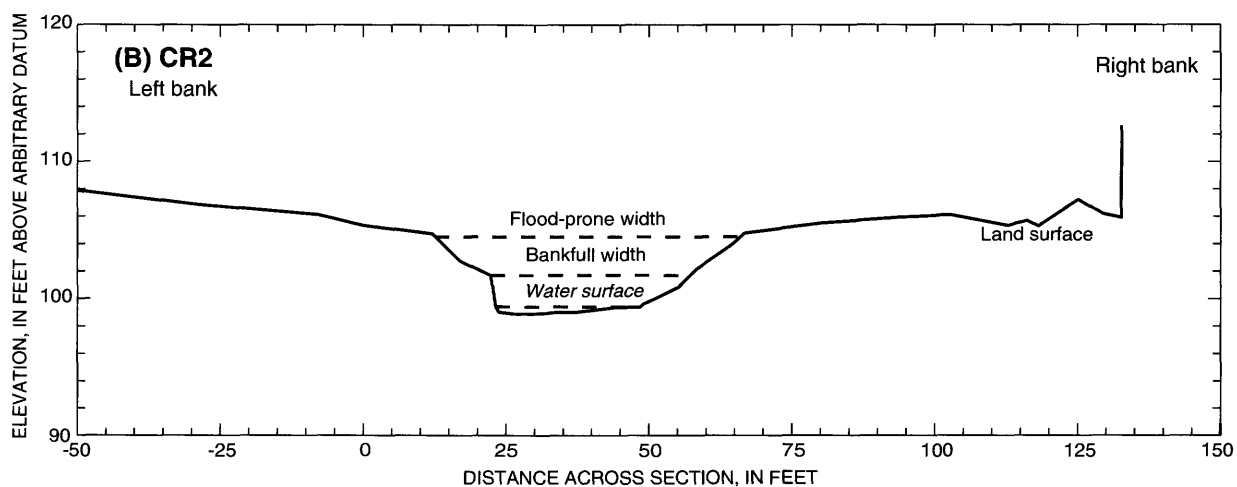 120
(B) CR2
Left bank
Right bank
110
Flood-prone width
Land surface
Bankfull width
Water surface
100
90
-50 -25 0 25 50 75 100 125 150
DISTANCE ACROSS SECTION, IN FEET
ELEVATION, IN FEET ABOVE ARBITRARY DATUM